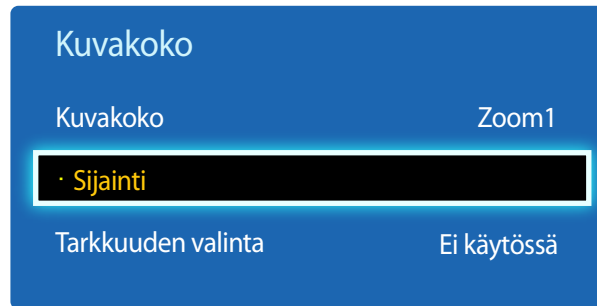 Kuvakoko
Kuvakoko Zoom1
· Sijainti
Tarkkuuden valinta Ei käytössä